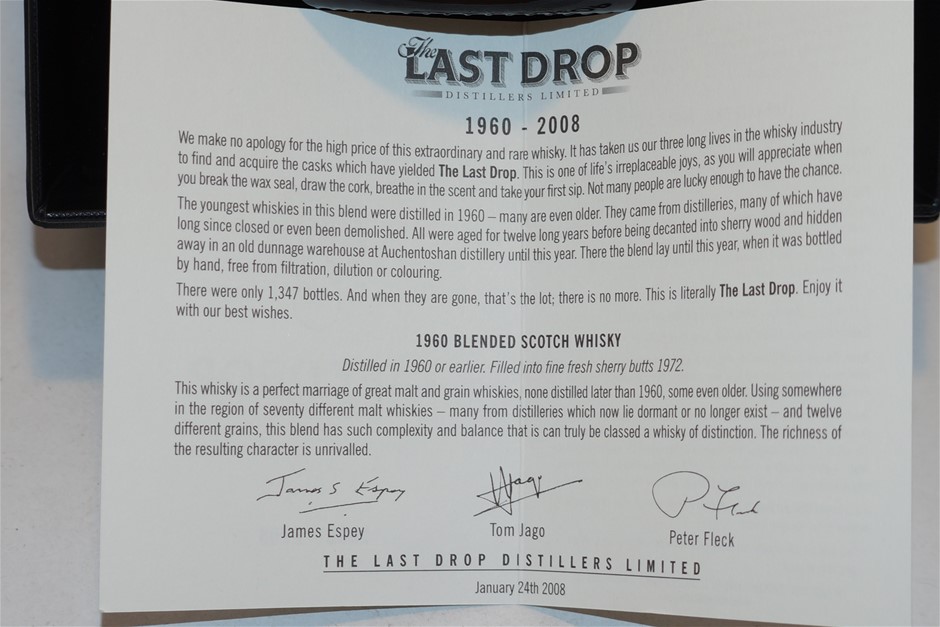 The
LAST DROP
DISTILLERS LIMITED
1960 - 2008
We make no apology for the high price of this extraordinary and rare whisky. It has taken us our three long lives in the whisky industry
to find and acquire the casks which have yielded The Last Drop. This is one of life's irreplaceable joys, as you will appreciate when
you break the wax seal, draw the cork, breathe in the scent and take your first sip. Not many people are lucky enough to have the chance.
The youngest whiskies in this blend were distilled in 1960 – many are even older. They came from distilleries, many of which have
long since closed or even been demolished. All were aged for twelve long years before being decanted into sherry wood and hidden
away in an old dunnage warehouse at Auchentoshan distillery until this year. There the blend lay until this year, when it was bottled
by hand, free from filtration, dilution or colouring.
There were only 1,347 bottles. And when they are gone, that's the lot; there is no more. This is literally The Last Drop. Enjoy it
with our best wishes.
1960 BLENDED SCOTCH WHISKY
Distilled in 1960 or earlier. Filled into fine fresh sherry butts 1972.
This whisky is a perfect marriage of great malt and grain whiskies, none distilled later than 1960, some even older. Using somewhere
in the region of seventy different malt whiskies – many from distilleries which now lie dormant or no longer exist – and twelve
different grains, this blend has such complexity and balance that is can truly be classed a whisky of distinction. The richness of
the resulting character is unrivalled.
James S Espey HJago P Fleck
James Espey Tom Jago Peter Fleck
THE LAST DROP DISTILLERS LIMITED
January 24th 2008